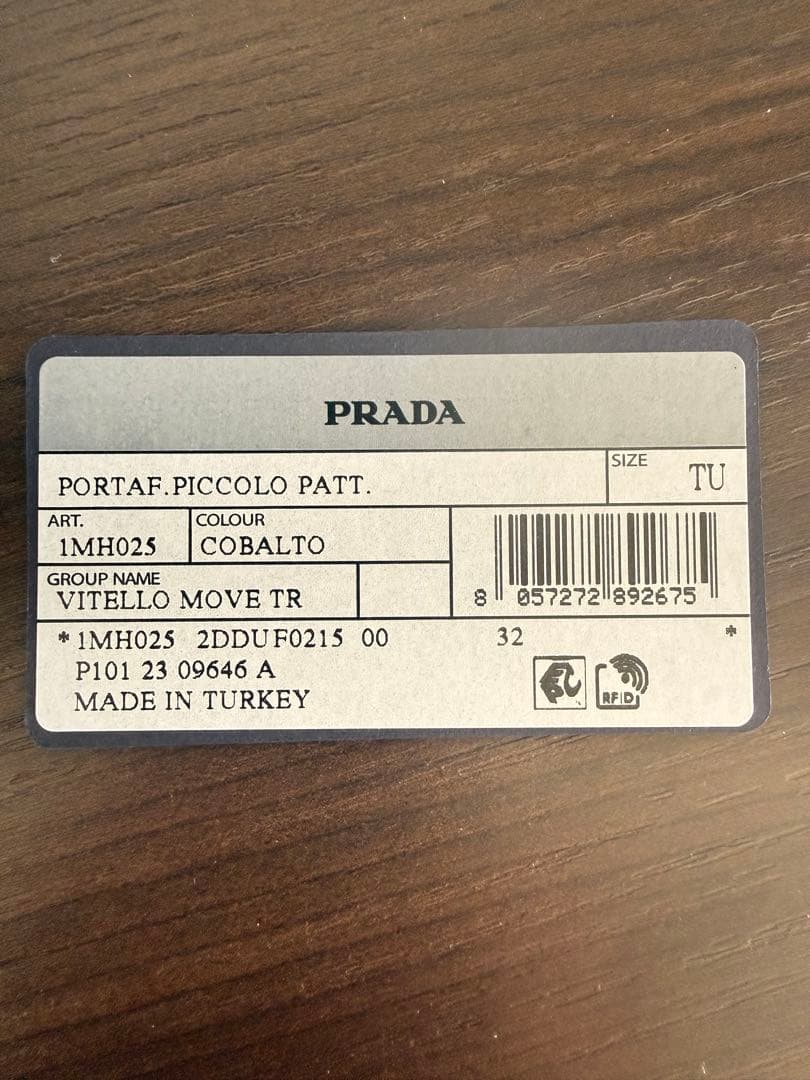 PRADA
PORTAF.PICCOLO PATT.
SIZE
TU
ART.
1MH025
COLOUR
COBALTO
GROUP NAME
VITELLO MOVE TR
8 057272 892675
* 1MH025 2DDU F0215 00 32 *
P101 23 09646 A
MADE IN TURKEY
RFID